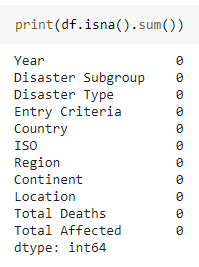 print(df.isna().sum())
Year 0
Disaster Subgroup 0
Disaster Type 0
Entry Criteria 0
Country 0
ISO 0
Region 0
Continent 0
Location 0
Total Deaths 0
Total Affected 0
dtype: int64